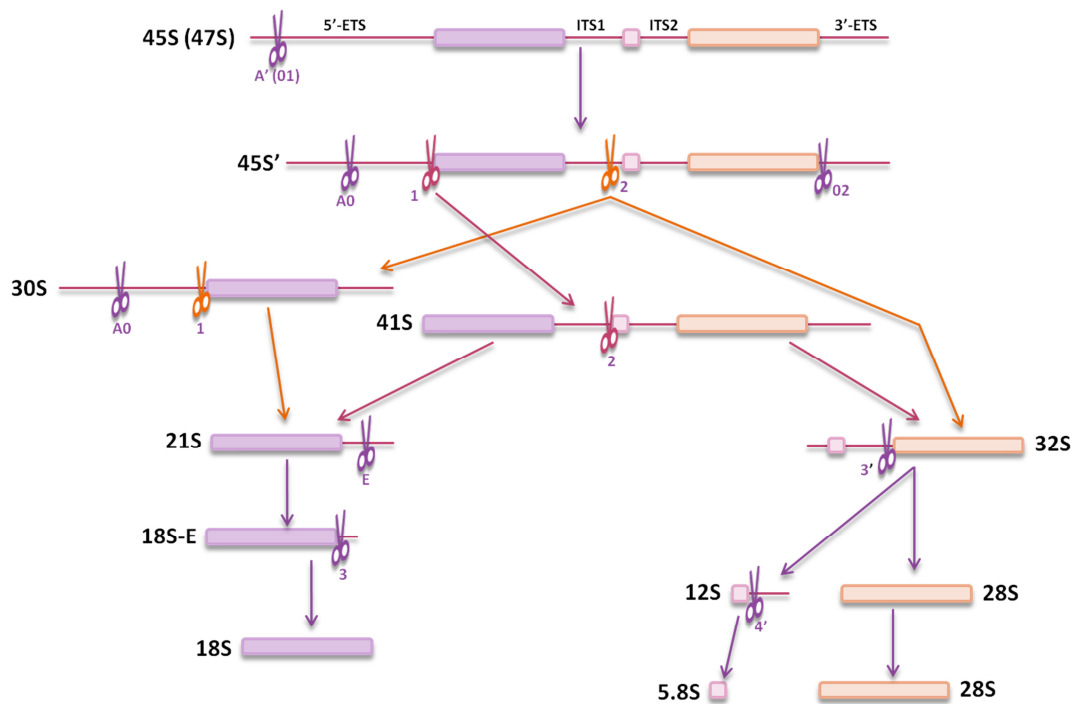 5′-ETS ITS1 ITS2 3′-ETS
45S (47S)
A′ (01)
45S′
A0 1 2 02
30S
A0 1
41S
2
21S
E
32S
3′
18S-E
3
12S
4′
28S
18S
5.8S
28S